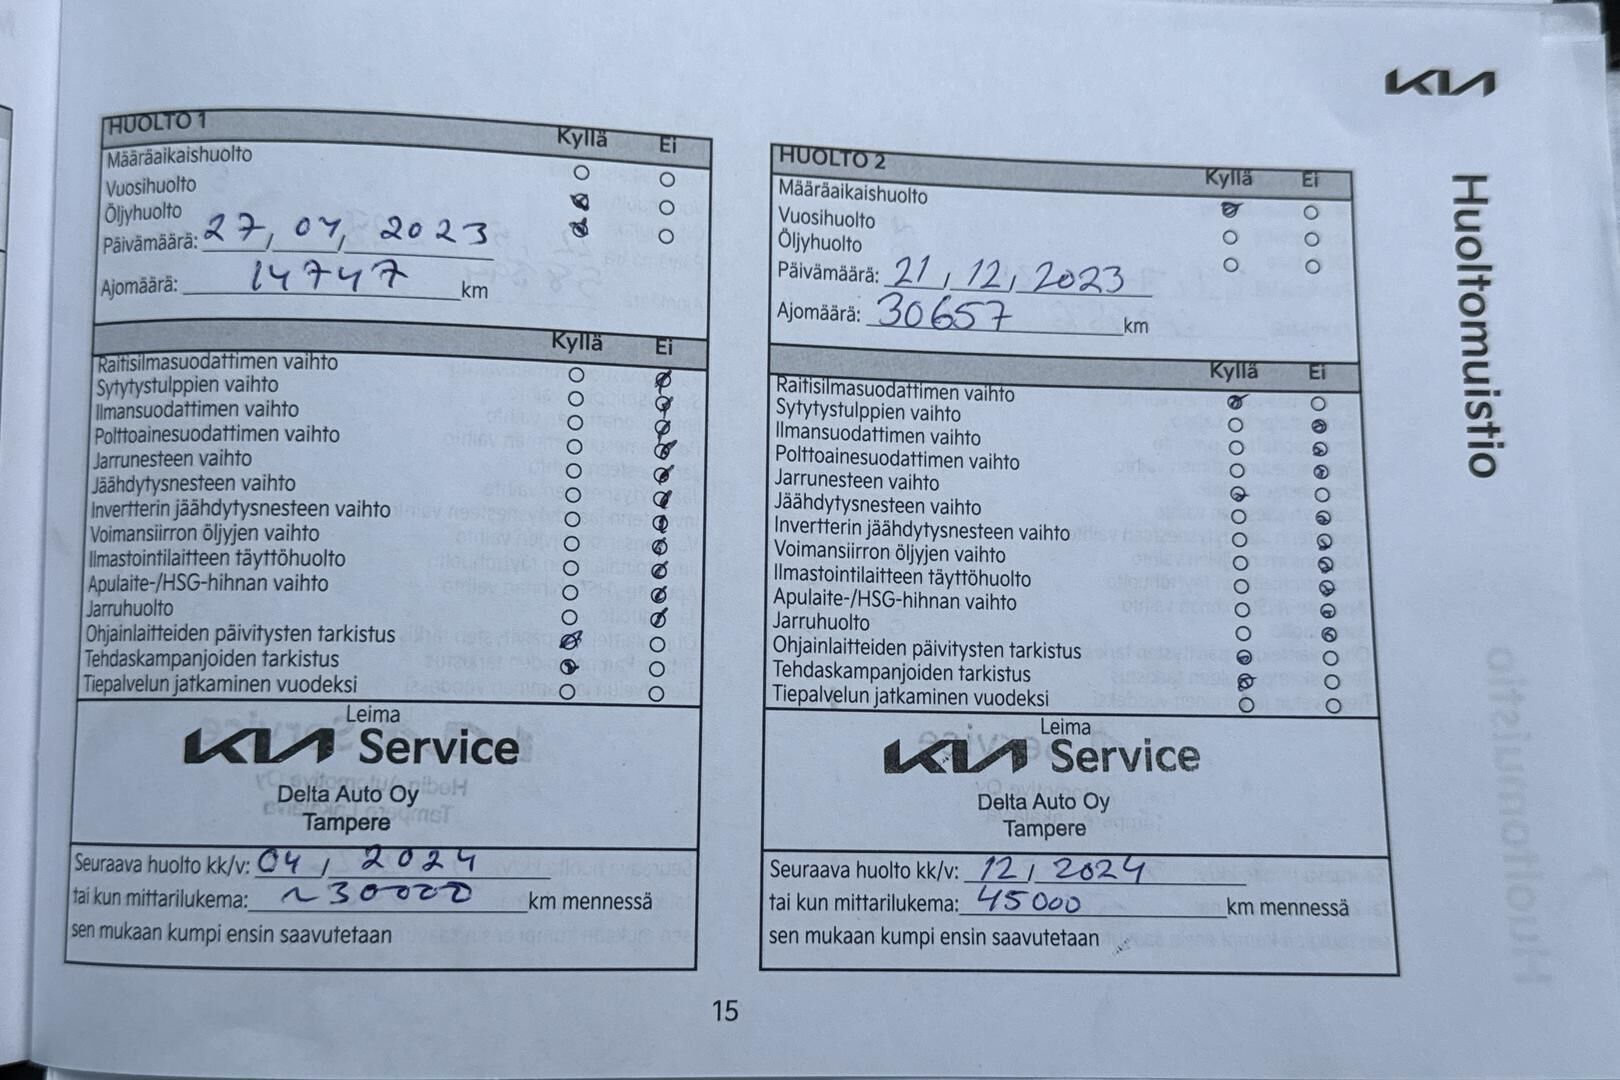 KIA
Huoltomuistio
HUOLTO 1
Kyllä Ei
Määräaikaishuolto
Vuosihuolto
Öljyhuolto
Päivämäärä: 27, 04, 2023
Ajomäärä: 14747 km
Kyllä Ei
Raitisilmasuodattimen vaihto
Sytytystulppien vaihto
Ilmansuodattimen vaihto
Polttoainesuodattimen vaihto
Jarrunesteen vaihto
Jäähdytysnesteen vaihto
Invertterin jäähdytysnesteen vaihto
Voimansiirron öljyjen vaihto
Ilmastointilaitteen täyttöhuolto
Apulaite-/HSG-hihnan vaihto
Jarruhuolto
Ohjainlaitteiden päivitysten tarkistus
Tehdaskampanjoiden tarkistus
Tiepalvelun jatkaminen vuodeksi
Leima
KIA Service
Delta Auto Oy
Tampere
Seuraava huolto kk/v: 04 / 2024
tai kun mittarilukema: ~30000 km mennessä
sen mukaan kumpi ensin saavutetaan
HUOLTO 2
Kyllä Ei
Määräaikaishuolto
Vuosihuolto
Öljyhuolto
Päivämäärä: 21, 12, 2023
Ajomäärä: 30657 km
Kyllä Ei
Raitisilmasuodattimen vaihto
Sytytystulppien vaihto
Ilmansuodattimen vaihto
Polttoainesuodattimen vaihto
Jarrunesteen vaihto
Jäähdytysnesteen vaihto
Invertterin jäähdytysnesteen vaihto
Voimansiirron öljyjen vaihto
Ilmastointilaitteen täyttöhuolto
Apulaite-/HSG-hihnan vaihto
Jarruhuolto
Ohjainlaitteiden päivitysten tarkistus
Tehdaskampanjoiden tarkistus
Tiepalvelun jatkaminen vuodeksi
Leima
KIA Service
Delta Auto Oy
Tampere
Seuraava huolto kk/v: 12 / 2024
tai kun mittarilukema: 45000 km mennessä
sen mukaan kumpi ensin saavutetaan
15